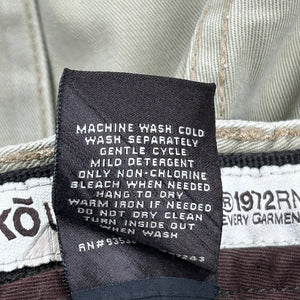 MACHINE WASH COLD
WASH SEPARATELY
GENTLE CYCLE
MILD DETERGENT
ONLY NON-CHLORINE
BLEACH WHEN NEEDED
HANG TO DRY
WARM IRON IF NEEDED
DO NOT DRY CLEAN
TURN INSIDE OUT
WHEN WASH
KŌ
®1972RN
EVERY GARMEN